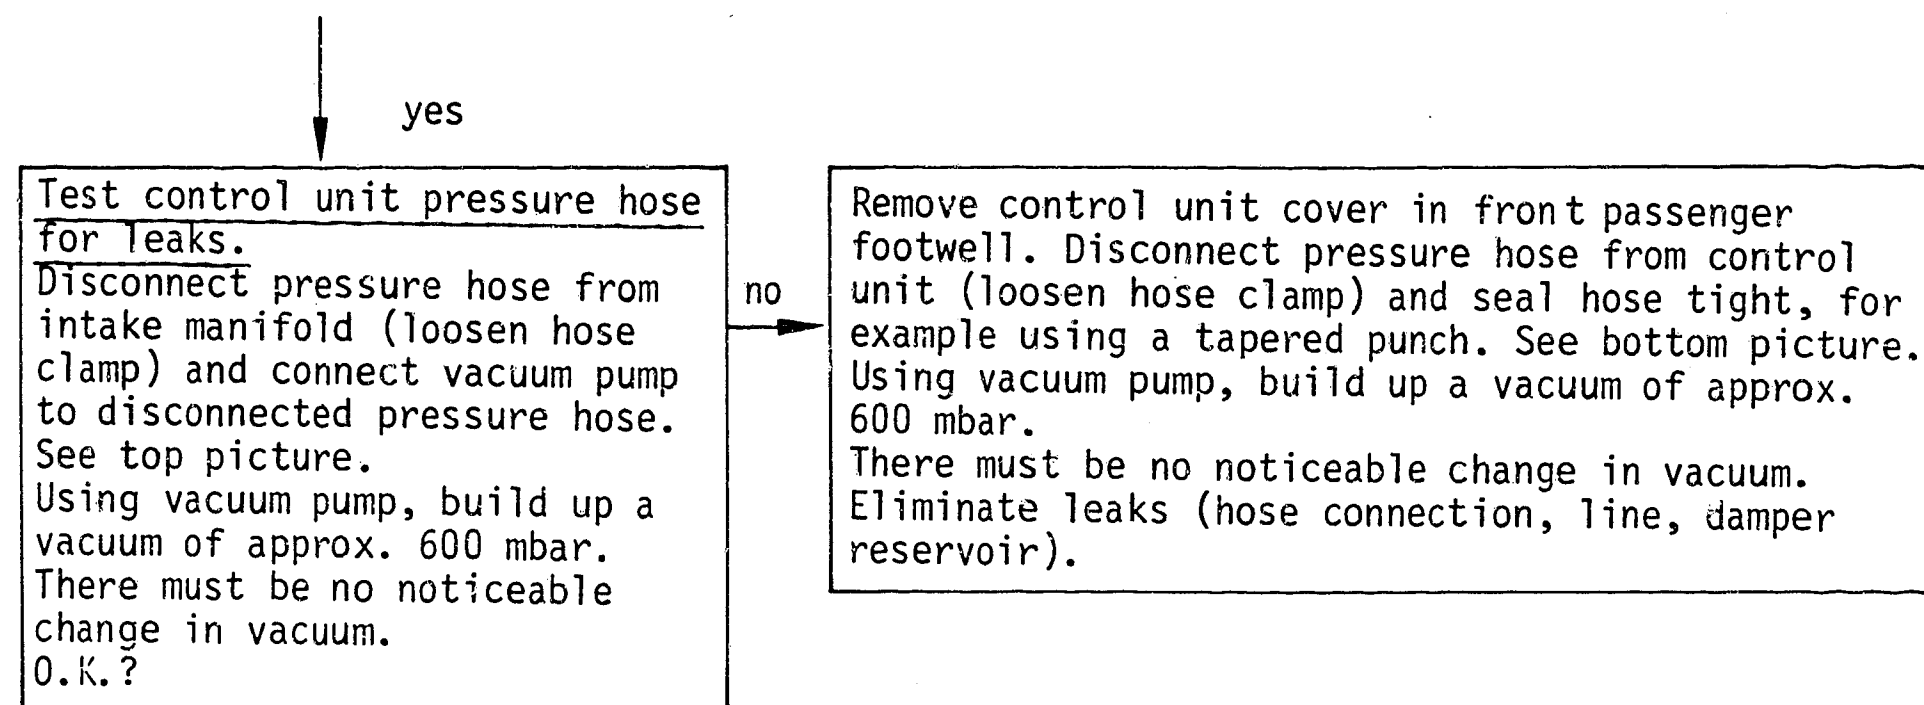 yes
Test control unit pressure hose
for leaks.
Disconnect pressure hose from
intake manifold (loosen hose
clamp) and connect vacuum pump
to disconnected pressure hose.
See top picture.
Using vacuum pump, build up a
vacuum of approx. 600 mbar.
There must be no noticeable
change in vacuum.
O.K.?
no
Remove control unit cover in front passenger
footwell. Disconnect pressure hose from control
unit (loosen hose clamp) and seal hose tight, for
example using a tapered punch. See bottom picture.
Using vacuum pump, build up a vacuum of approx.
600 mbar.
There must be no noticeable change in vacuum.
Eliminate leaks (hose connection, line, damper
reservoir).